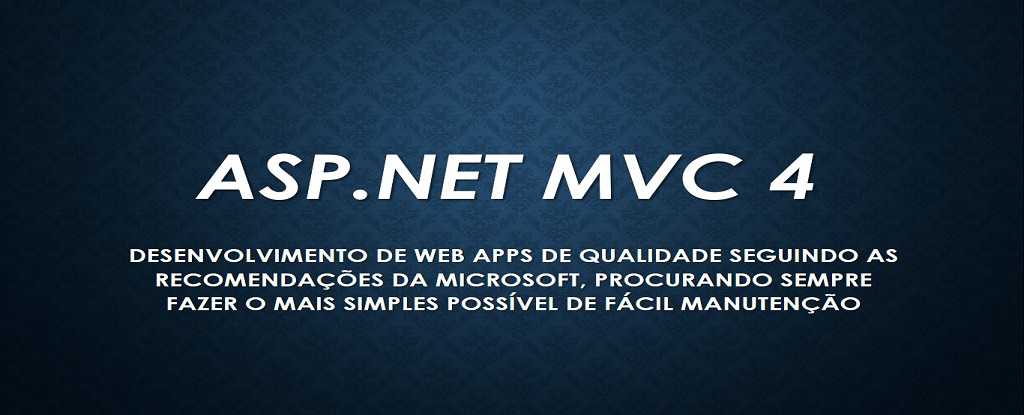 ASP.NET MVC 4
DESENVOLVIMENTO DE WEB APPS DE QUALIDADE SEGUINDO AS
RECOMENDAÇÕES DA MICROSOFT, PROCURANDO SEMPRE
FAZER O MAIS SIMPLES POSSÍVEL DE FÁCIL MANUTENÇÃO